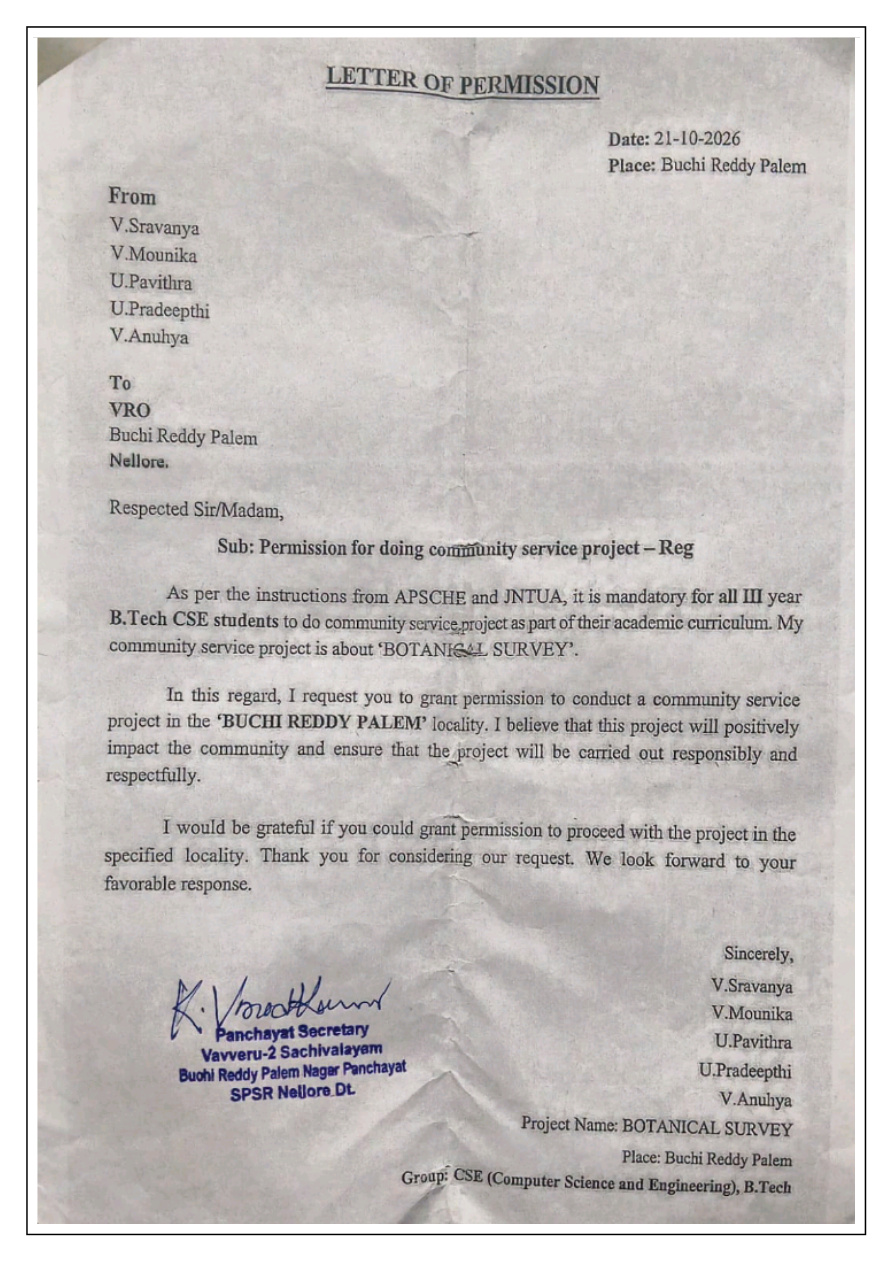 LETTER OF PERMISSION
Date: 21-10-2026
Place: Buchi Reddy Palem
From
V.Sravanya
V.Mounika
U.Pavithra
U.Pradeepthi
V.Anuhya
To
VRO
Buchi Reddy Palem
Nellore.
Respected Sir/Madam,
Sub: Permission for doing community service project – Reg
As per the instructions from APSCHE and JNTUA, it is mandatory for all III year
B.Tech CSE students to do community service project as part of their academic curriculum. My
community service project is about ‘BOTANICAL SURVEY’.
In this regard, I request you to grant permission to conduct a community service
project in the ‘BUCHI REDDY PALEM’ locality. I believe that this project will positively
impact the community and ensure that the project will be carried out responsibly and
respectfully.
I would be grateful if you could grant permission to proceed with the project in the
specified locality. Thank you for considering our request. We look forward to your
favorable response.
Sincerely,
V.Sravanya
V.Mounika
U.Pavithra
U.Pradeepthi
V.Anuhya
Project Name: BOTANICAL SURVEY
Place: Buchi Reddy Palem
Group: CSE (Computer Science and Engineering), B.Tech
K.
Panchayat Secretary
Vavveru-2 Sachivalayam
Buchi Reddy Palem Nagar Panchayat
SPSR Nellore Dt.